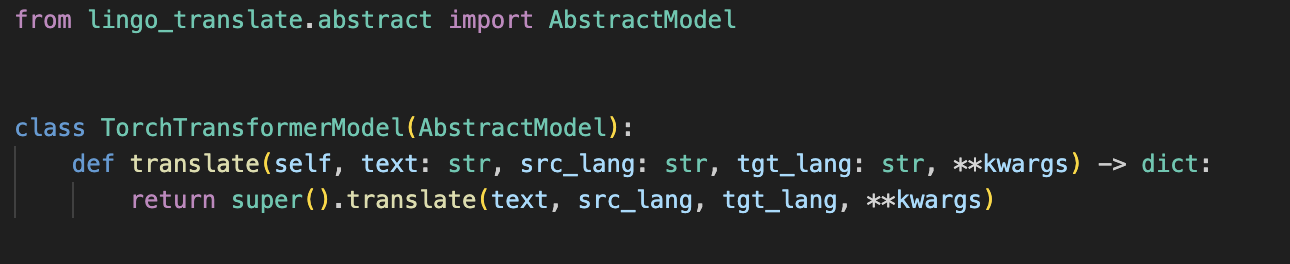 from lingo_translate.abstract import AbstractModel
class TorchTransformerModel(AbstractModel):
def translate(self, text: str, src_lang: str, tgt_lang: str, **kwargs) -> dict:
return super().translate(text, src_lang, tgt_lang, **kwargs)